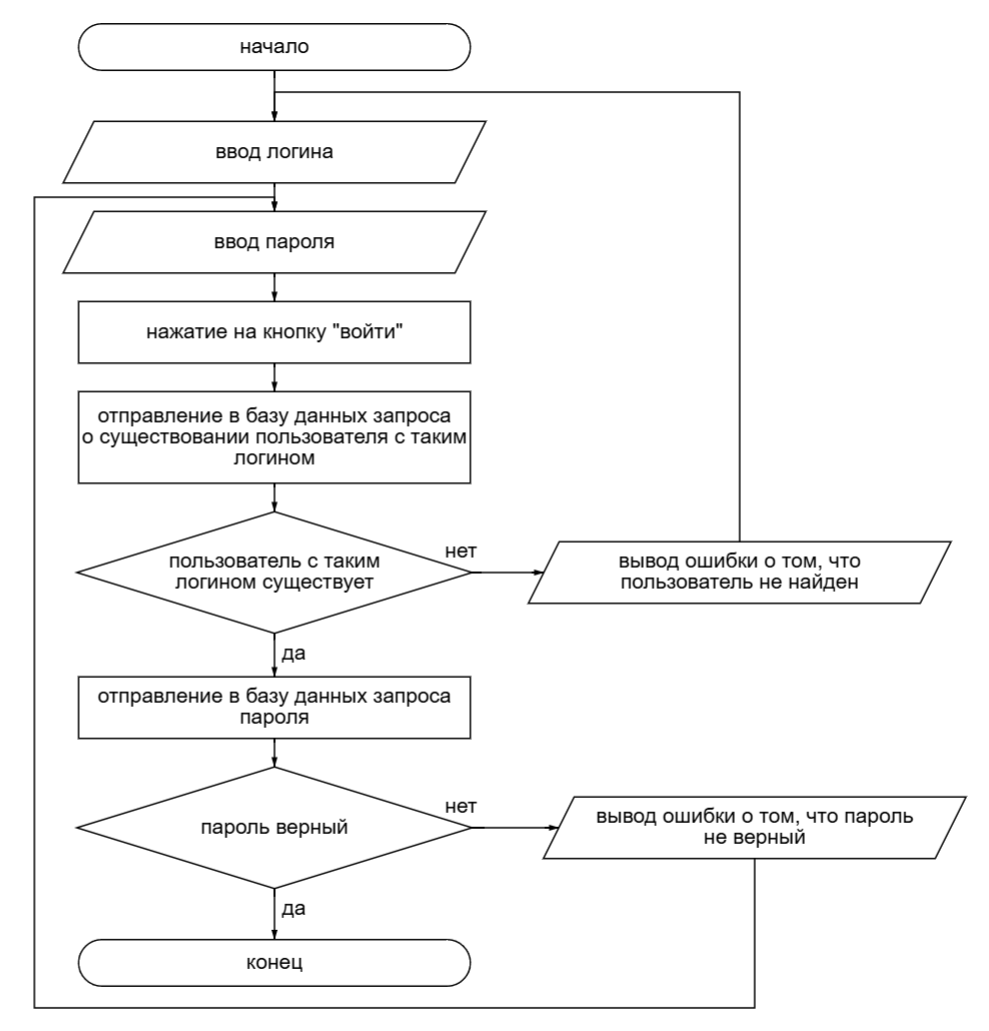 начало
ввод логина
ввод пароля
нажатие на кнопку "войти"
отправление в базу данных запроса
о существовании пользователя с таким
логином
пользователь с таким
логином существует
нет
вывод ошибки о том, что
пользователь не найден
да
отправление в базу данных запроса
пароля
пароль верный
нет
вывод ошибки о том, что пароль
не верный
да
конец